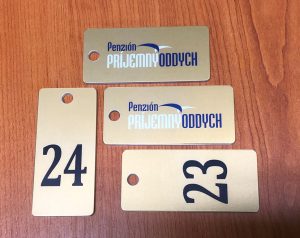 Penzión
PRÍJEMNÝODDYCH
Penzión
PRÍJEMNÝODDYCH
24
23